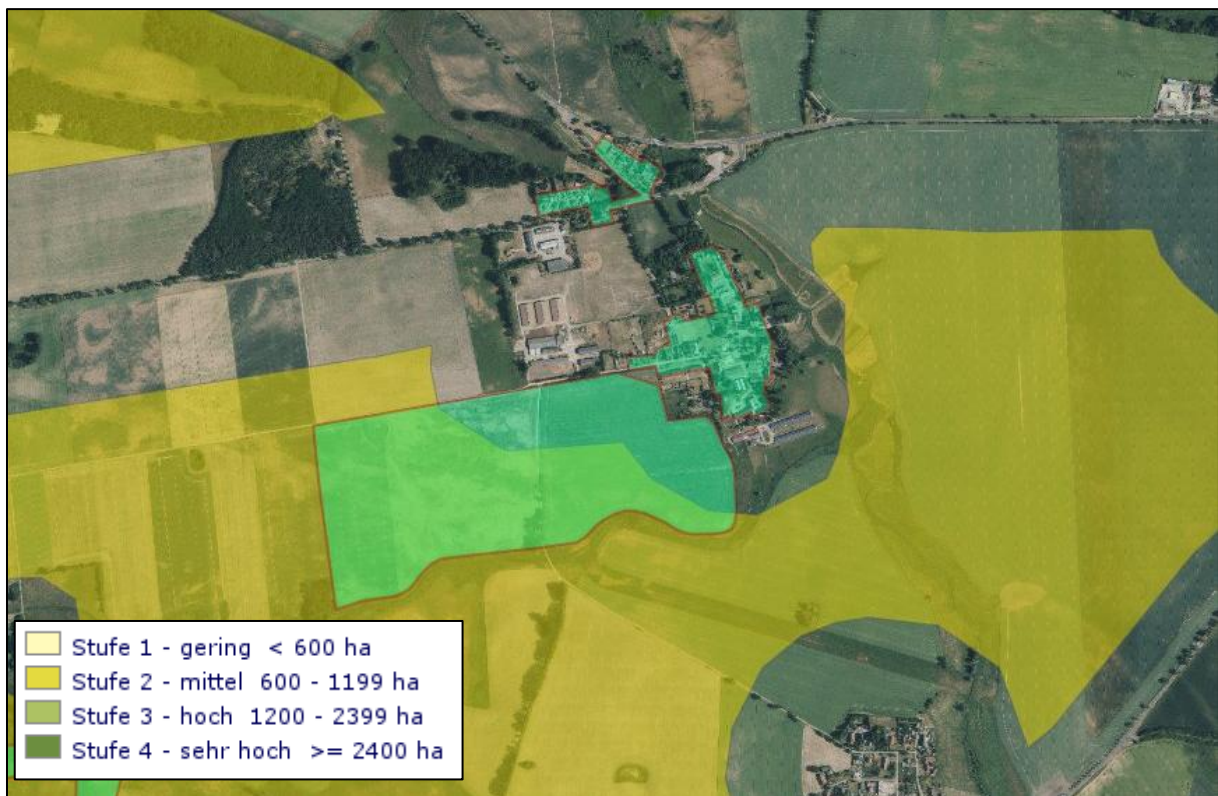 Stufe 1 - gering < 600 ha
Stufe 2 - mittel 600 - 1199 ha
Stufe 3 - hoch 1200 - 2399 ha
Stufe 4 - sehr hoch >= 2400 ha